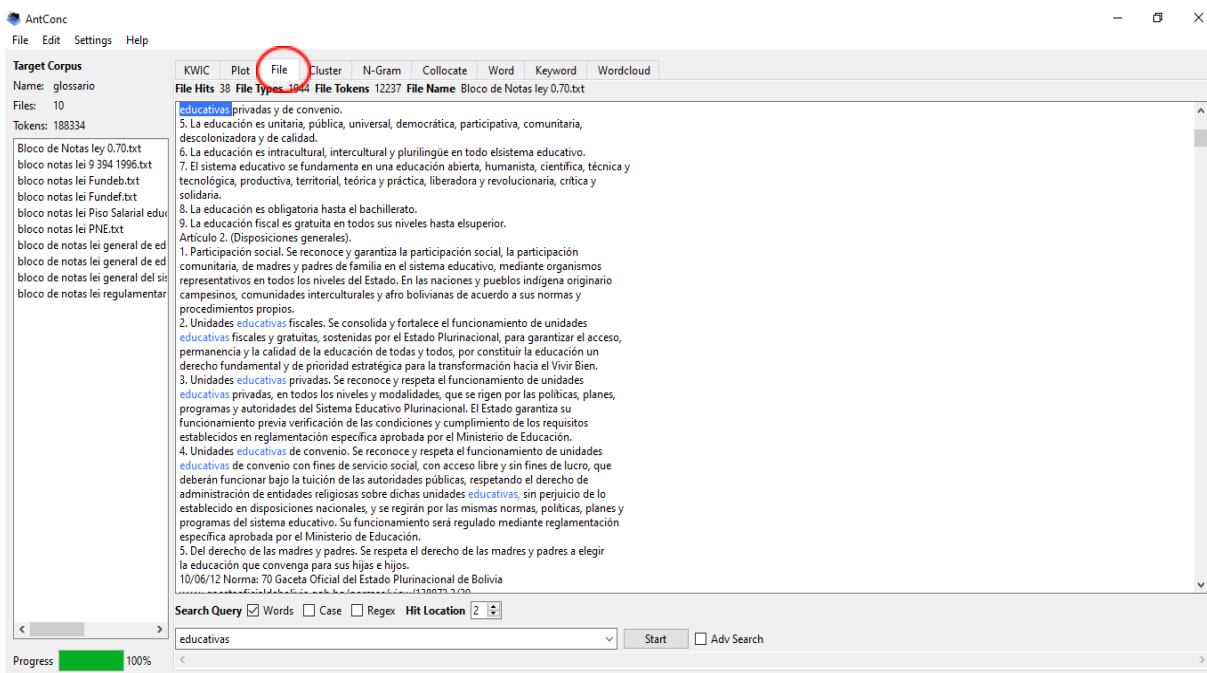 AntConc
File Edit Settings Help
Target Corpus
Name: glossario
Files: 10
Tokens: 188334
Bloco de Notas ley 0.70.txt
bloco notas lei 9 394 1996.txt
bloco notas lei Fundeb.txt
bloco notas lei Fundef.txt
bloco notas lei Piso Salarial educ
bloco notas lei PNE.txt
bloco de notas lei general de ed
bloco de notas lei general de ed
bloco de notas lei general del sis
bloco de notas lei regulamentar
Progress 100%
KWIC Plot File Cluster N-Gram Collocate Word Keyword Wordcloud
File Hits 38 File Types 1944 File Tokens 12237 File Name Bloco de Notas ley 0.70.txt
educativas privadas y de convenio.
5. La educación es unitaria, pública, universal, democrática, participativa, comunitaria,
descolonizadora y de calidad.
6. La educación es intracultural, intercultural y plurilingüe en todo elsistema educativo.
7. El sistema educativo se fundamenta en una educación abierta, humanista, científica, técnica y
tecnológica, productiva, territorial, teórica y práctica, liberadora y revolucionaria, crítica y
solidaria.
8. La educación es obligatoria hasta el bachillerato.
9. La educación fiscal es gratuita en todos sus niveles hasta elsuperior.
Artículo 2. (Disposiciones generales).
1. Participación social. Se reconoce y garantiza la participación social, la participación
comunitaria, de madres y padres de familia en el sistema educativo, mediante organismos
representativos en todos los niveles del Estado. En las naciones y pueblos indígena originario
campesinos, comunidades interculturales y afro bolivianas de acuerdo a sus normas y
procedimientos propios.
2. Unidades educativas fiscales. Se consolida y fortalece el funcionamiento de unidades
educativas fiscales y gratuitas, sostenidas por el Estado Plurinacional, para garantizar el acceso,
permanencia y la calidad de la educación de todas y todos, por constituir la educación un
derecho fundamental y de prioridad estratégica para la transformación hacia el Vivir Bien.
3. Unidades educativas privadas. Se reconoce y respeta el funcionamiento de unidades
educativas privadas, en todos los niveles y modalidades, que se rigen por las políticas, planes,
programas y autoridades del Sistema Educativo Plurinacional. El Estado garantiza su
funcionamiento previa verificación de las condiciones y cumplimiento de los requisitos
establecidos en reglamentación específica aprobada por el Ministerio de Educación.
4. Unidades educativas de convenio. Se reconoce y respeta el funcionamiento de unidades
educativas de convenio con fines de servicio social, con acceso libre y sin fines de lucro, que
deberán funcionar bajo la tuición de las autoridades públicas, respetando el derecho de
administración de entidades religiosas sobre dichas unidades educativas, sin perjuicio de lo
establecido en disposiciones nacionales, y se regirán por las mismas normas, políticas, planes y
programas del sistema educativo. Su funcionamiento será regulado mediante reglamentación
específica aprobada por el Ministerio de Educación.
5. Del derecho de las madres y padres. Se respeta el derecho de las madres y padres a elegir
la educación que convenga para sus hijas e hijos.
10/06/12 Norma: 70 Gaceta Oficial del Estado Plurinacional de Bolivia
Search Query Words Case Regex Hit Location 2
educativas Start Adv Search